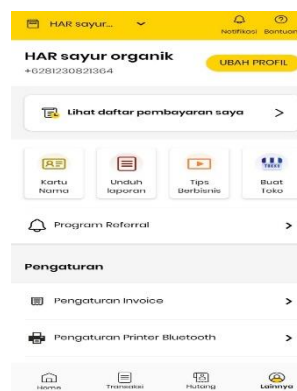 HAR sayur...
Notifikasi Bantuan
HAR sayur organik
+6281230821364
UBAH PROFIL
Lihat daftar pembayaran saya
Kartu Nama
Unduh laporan
Tips Berbisnis
Buat Toko
Program Referral
Pengaturan
Pengaturan Invoice
Pengaturan Printer Bluetooth
Home Transaksi Hutang Lainnya